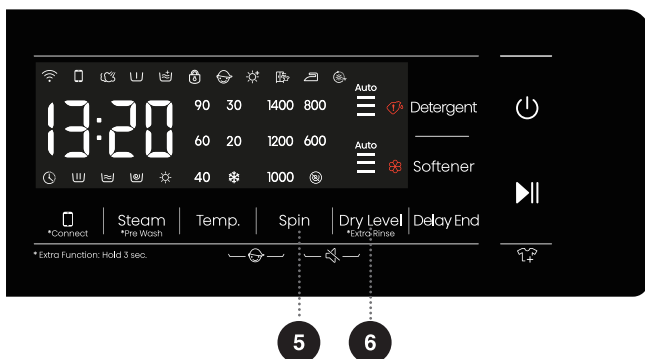 Auto
90 30 1400 800
Detergent
13:20
60 20 1200 600
Auto
Softener
40 1000
Steam Temp. Spin Dry Level Delay End
*Connect *Pre Wash *Extra Rinse
* Extra Function: Hold 3 sec.
5 6